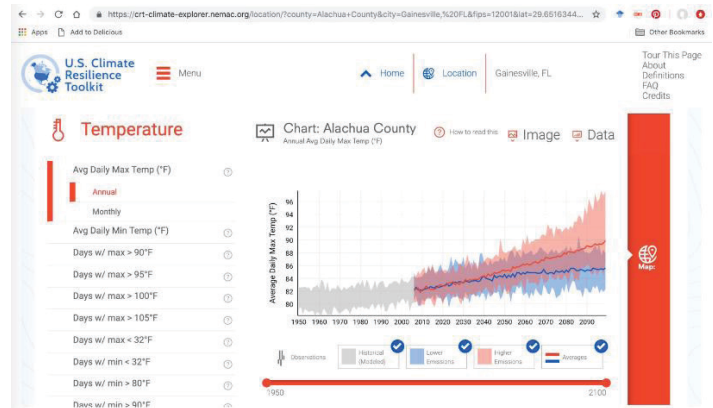 https://crt-climate-explorer.nemac.org/location/?county=Alachua+County&city=Gainesville,%20FL&fips=12001&lat=29.6516344...
Apps Add to Delicious Other Bookmarks
U.S. Climate
Resilience
Toolkit
Menu
Home Location Gainesville, FL
Tour This Page
About
Definitions
FAQ
Credits
Temperature
Avg Daily Max Temp (°F)
Annual
Monthly
Avg Daily Min Temp (°F)
Days w/ max > 90°F
Days w/ max > 95°F
Days w/ max > 100°F
Days w/ max > 105°F
Days w/ max < 32°F
Days w/ min < 32°F
Days w/ min > 80°F
Days w/ min > 90°F
Chart: Alachua County
Annual Avg Daily Max Temp (°F)
How to read this
Image Data
Average Daily Max Temp (°F)
96
94
92
90
88
86
84
82
80
1950 1960 1970 1980 1990 2000 2010 2020 2030 2040 2050 2060 2070 2080 2090
Observations
Historical
(Modeled)
Lower
Emissions
Higher
Emissions
Averages
1950 2100
Map: